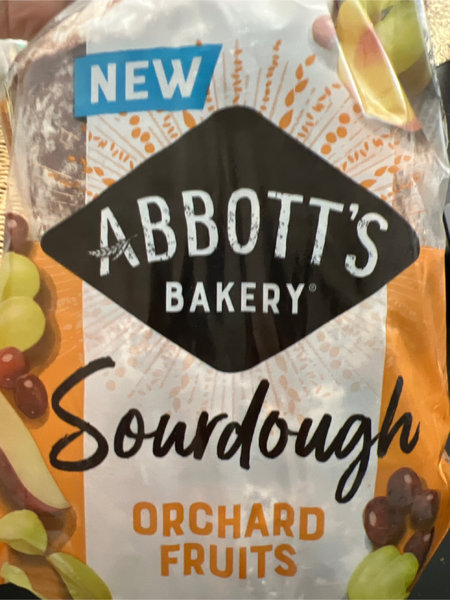 NEW
ABBOTT'S
BAKERY®
Sourdough
ORCHARD
FRUITS